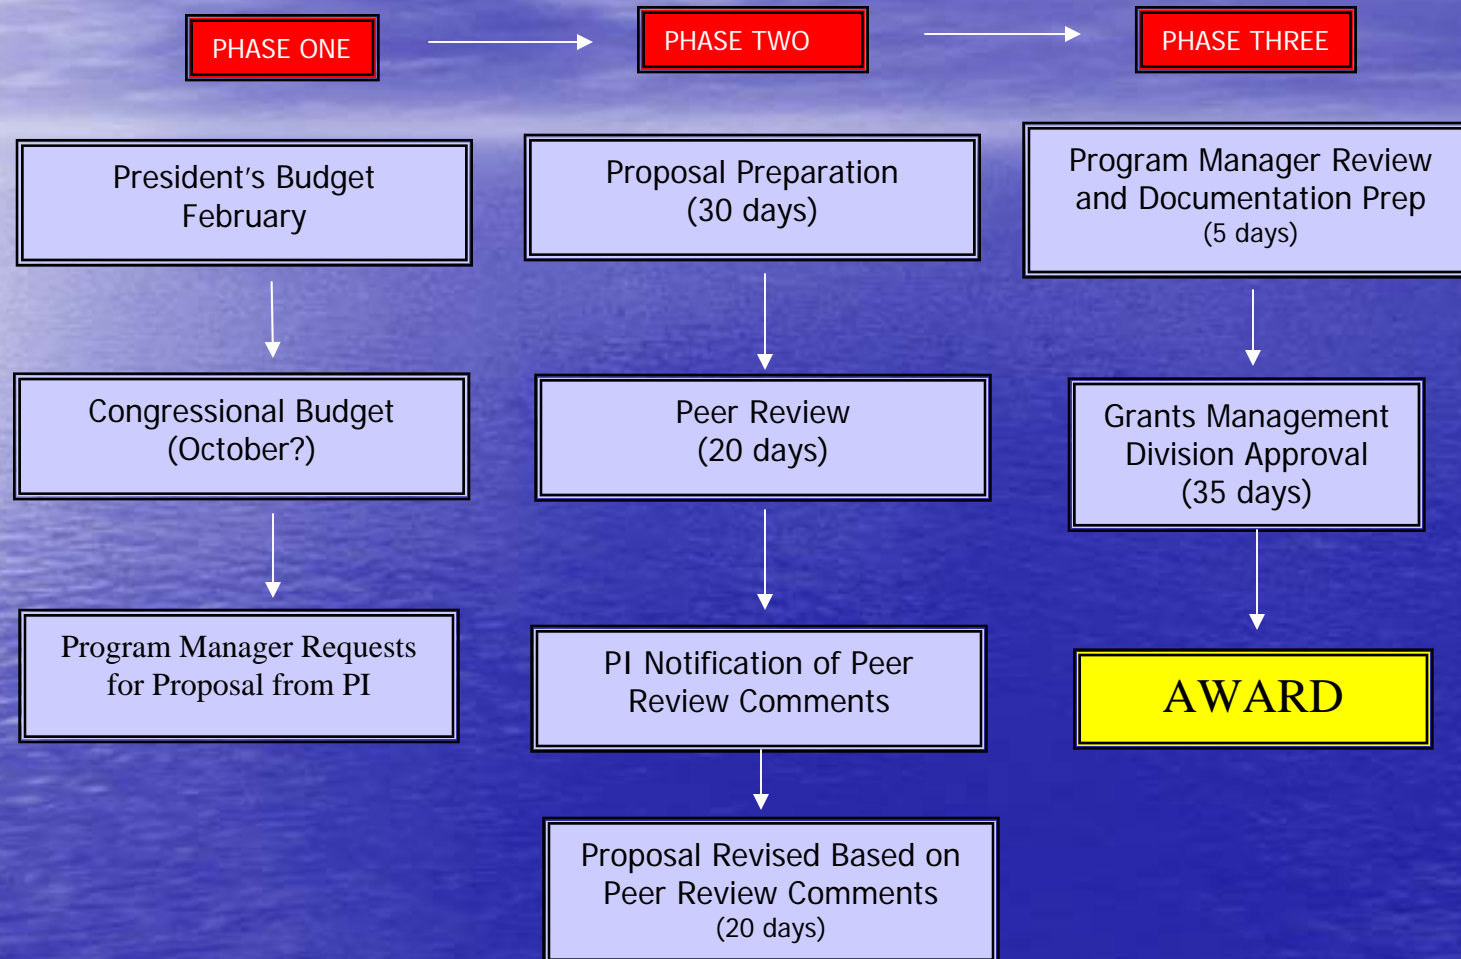 PHASE ONE
PHASE TWO
PHASE THREE
President's Budget
February
Congressional Budget
(October?)
Program Manager Requests
for Proposal from PI
Proposal Preparation
(30 days)
Peer Review
(20 days)
PI Notification of Peer
Review Comments
Proposal Revised Based on
Peer Review Comments
(20 days)
Program Manager Review
and Documentation Prep
(5 days)
Grants Management
Division Approval
(35 days)
AWARD